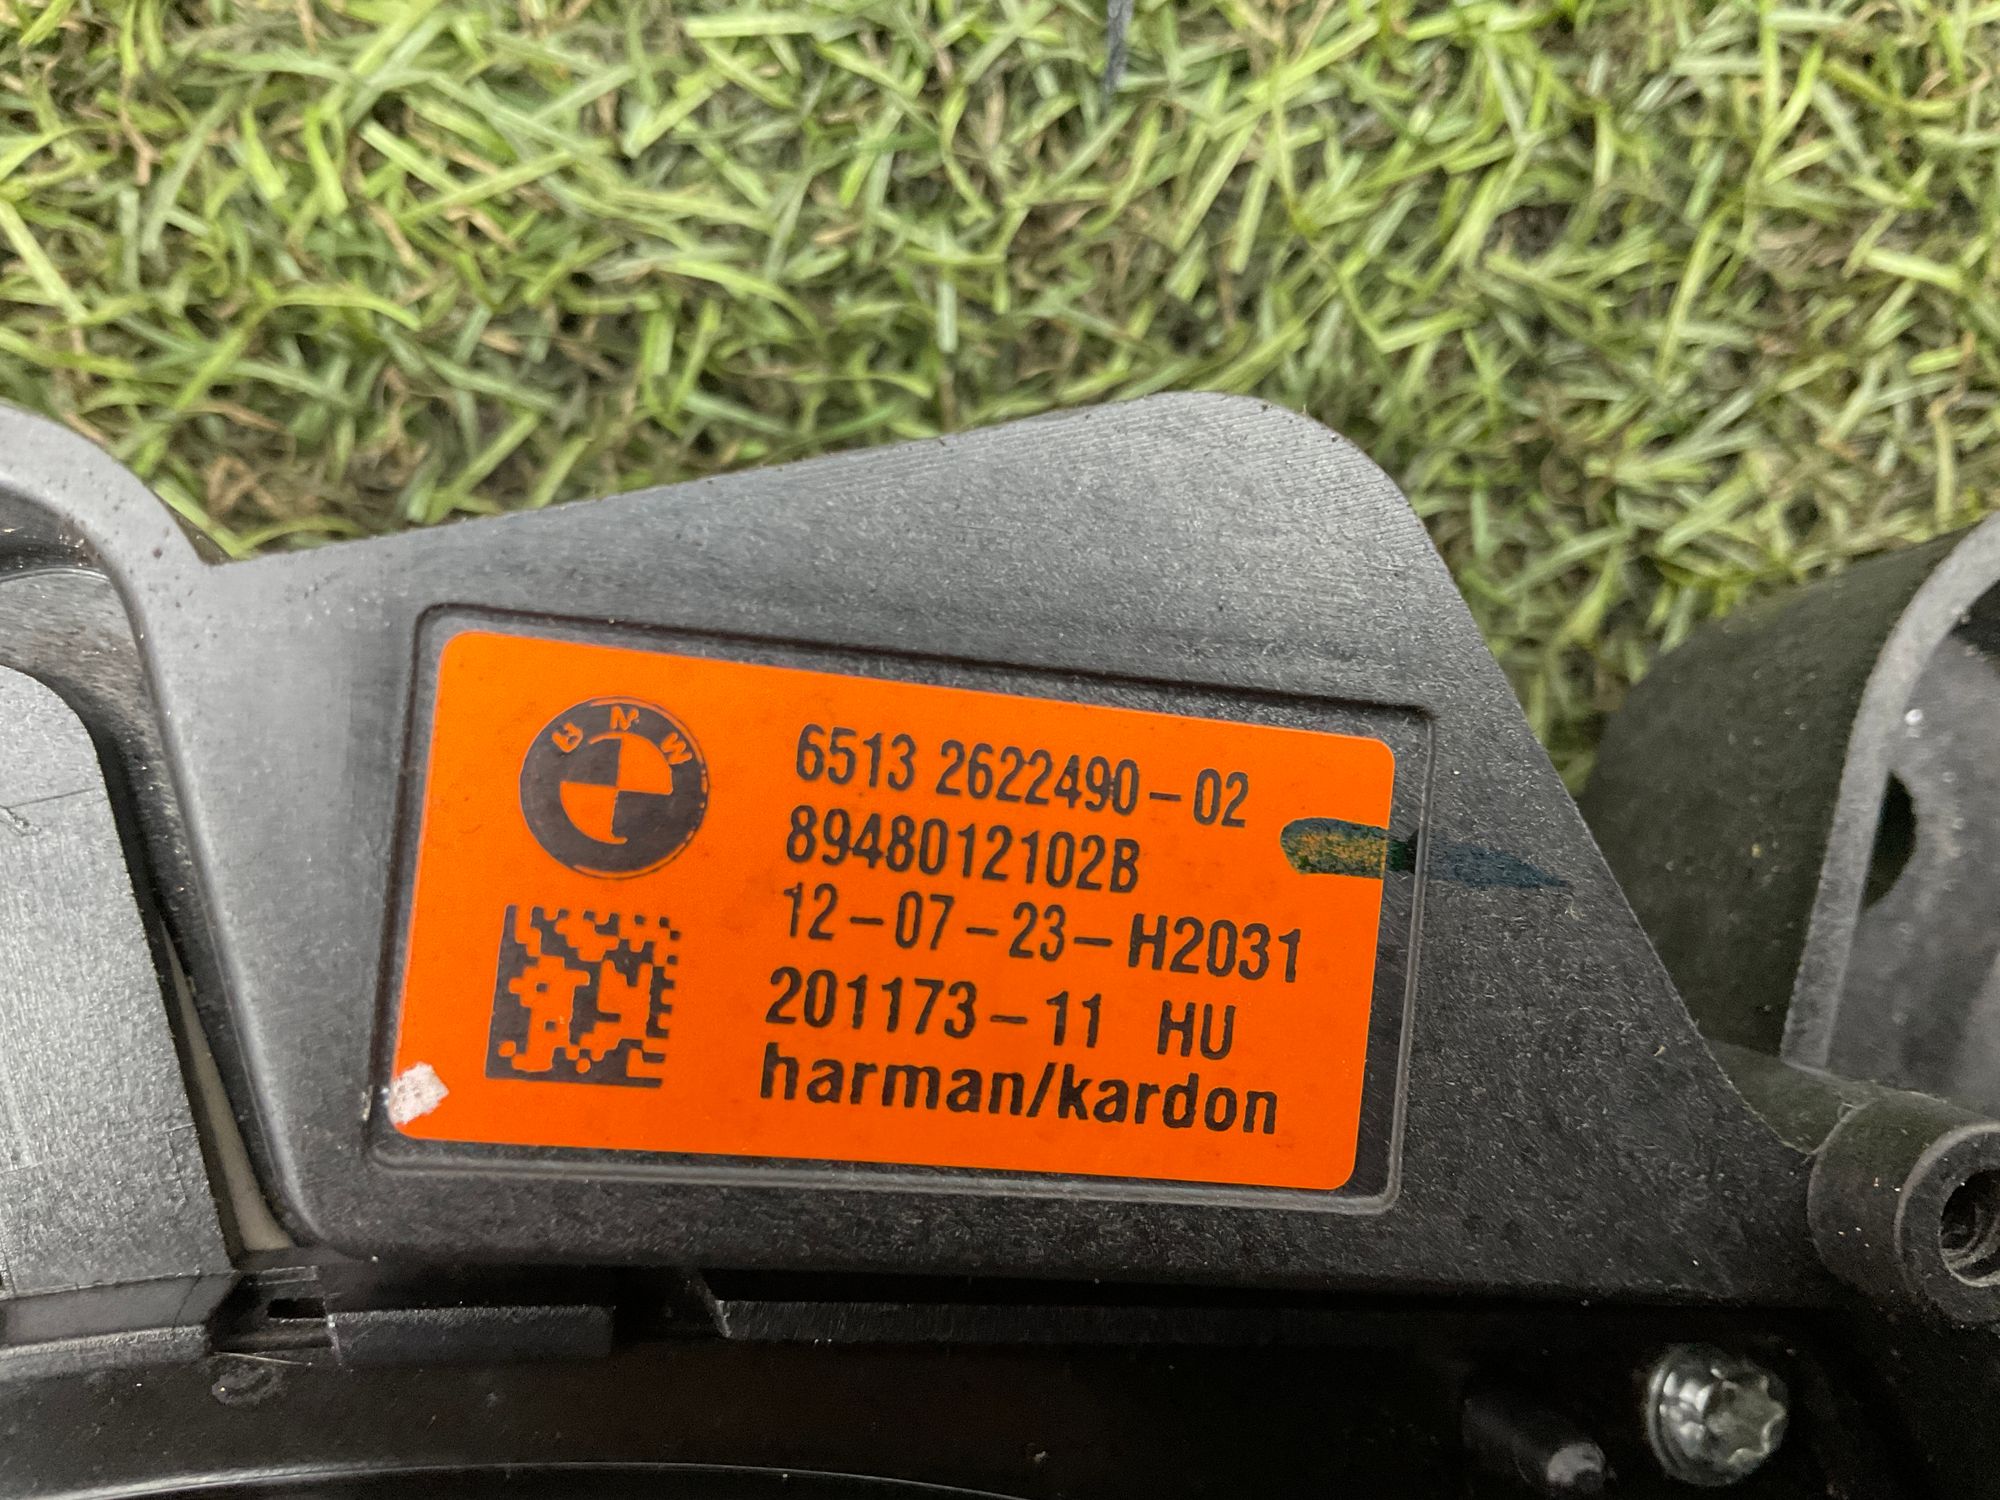 BMW
6513 2622490-02
8948012102B
12-07-23-H2031
201173-11 HU
harman/kardon